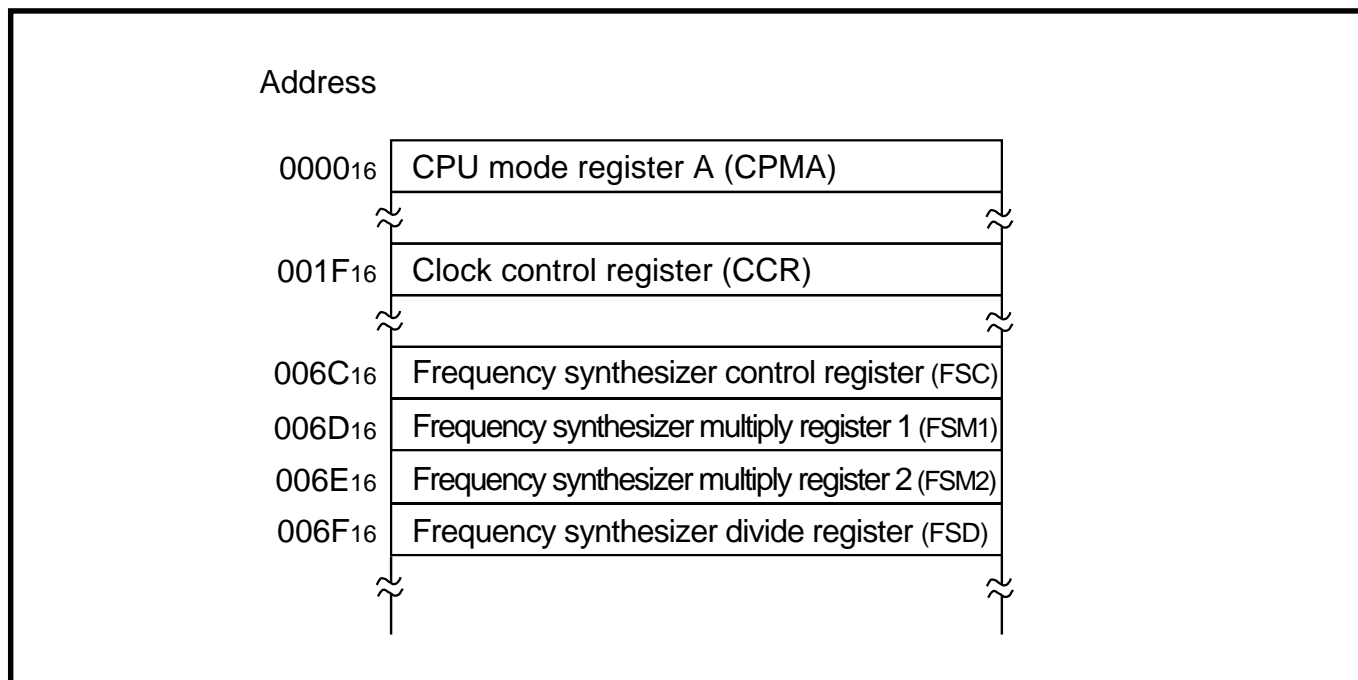 Address
0000₁₆ CPU mode register A (CPMA)
001F₁₆ Clock control register (CCR)
006C₁₆ Frequency synthesizer control register (FSC)
006D₁₆ Frequency synthesizer multiply register 1 (FSM1)
006E₁₆ Frequency synthesizer multiply register 2 (FSM2)
006F₁₆ Frequency synthesizer divide register (FSD)